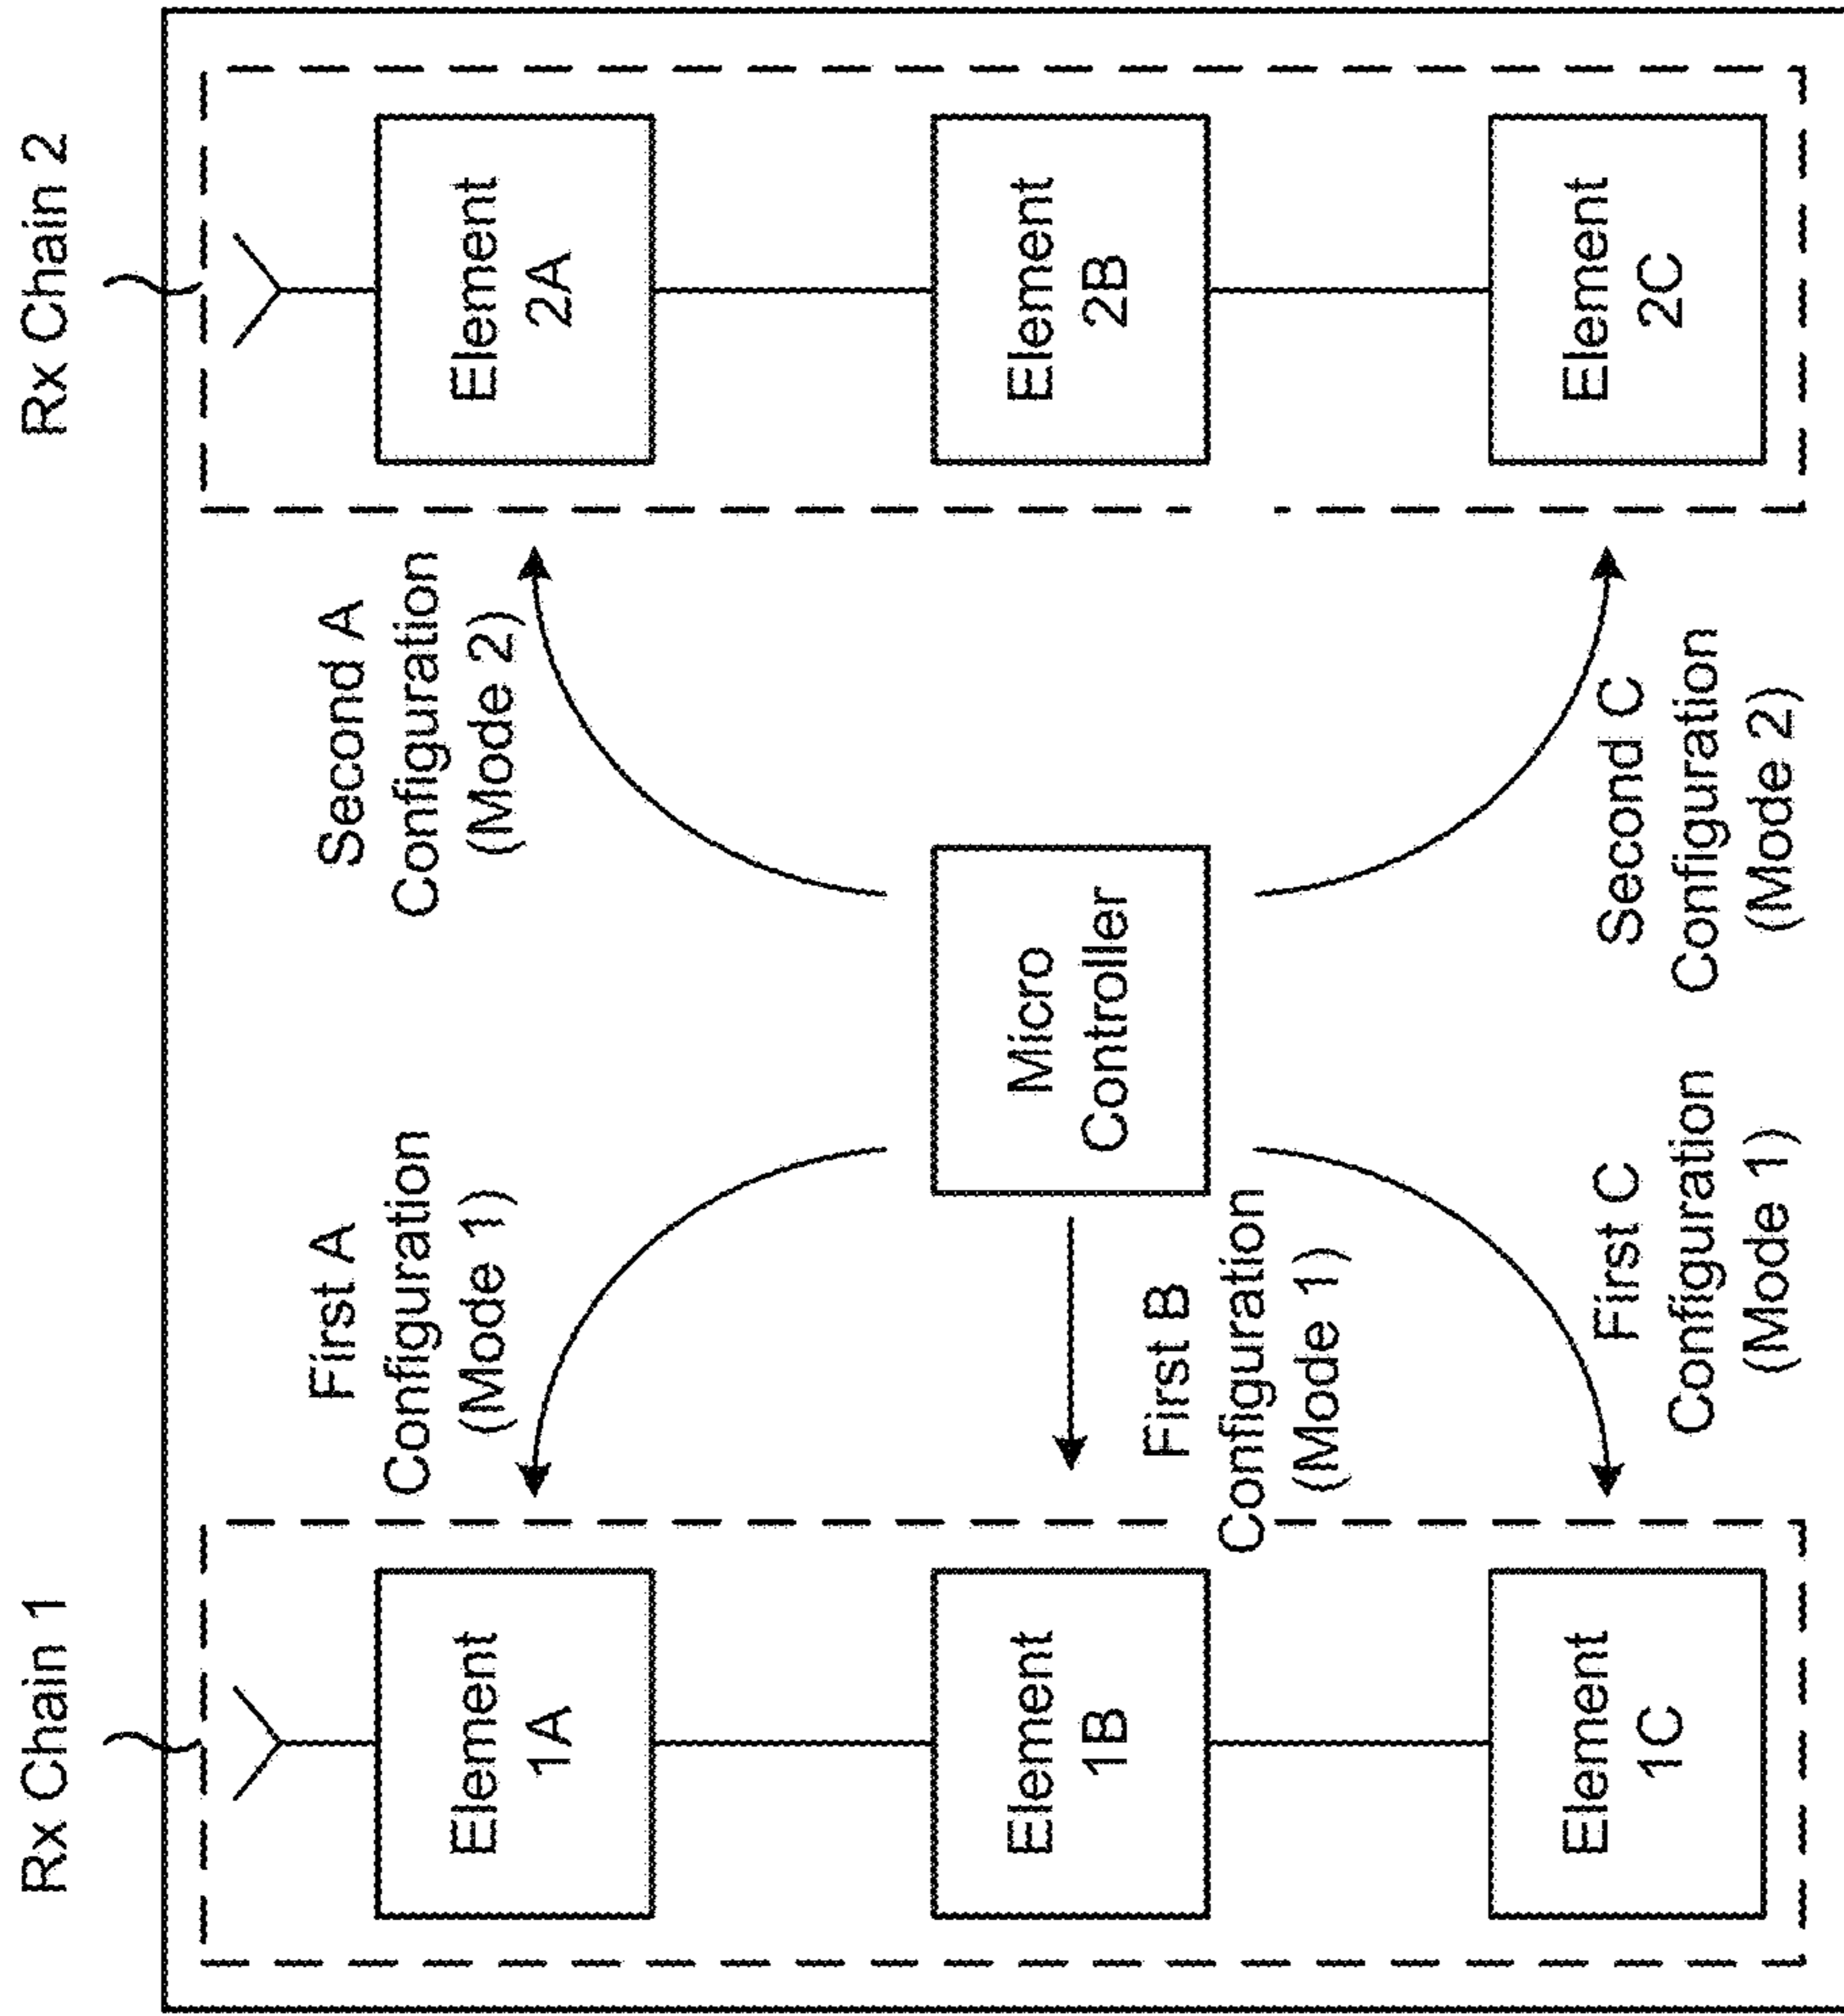 Rx Chain 1
Rx Chain 2
Element
1A
First A
Configuration
(Mode 1)
Second A
Configuration
(Mode 2)
Element
2A
Element
1B
First B
Configuration
(Mode 1)
Micro
Controller
Element
2B
Element
1C
First C
Configuration
(Mode 1)
Second C
Configuration
(Mode 2)
Element
2C